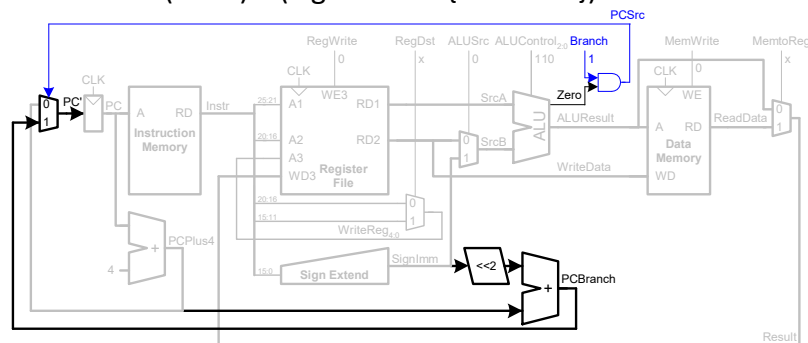 PCSrc
RegWrite RegDst ALUSrc ALUControl2:0 Branch MemWrite MemtoReg
0 x 0 110 1 0 x
CLK CLK CLK
PC' PC Instr
0
1
A RD
Instruction
Memory
25:21 A1 WE3 RD1
20:16 A2 RD2
A3
WD3
Register
File
SrcA Zero
0
1
SrcB
ALU
ALUResult
WriteData
WE
A RD
Data
Memory
WD
ReadData
0
1
20:16 0
15:11 1
WriteReg4:0
PCPlus4
+
4
15:0 Sign Extend SignImm
<<2
+
PCBranch
Result